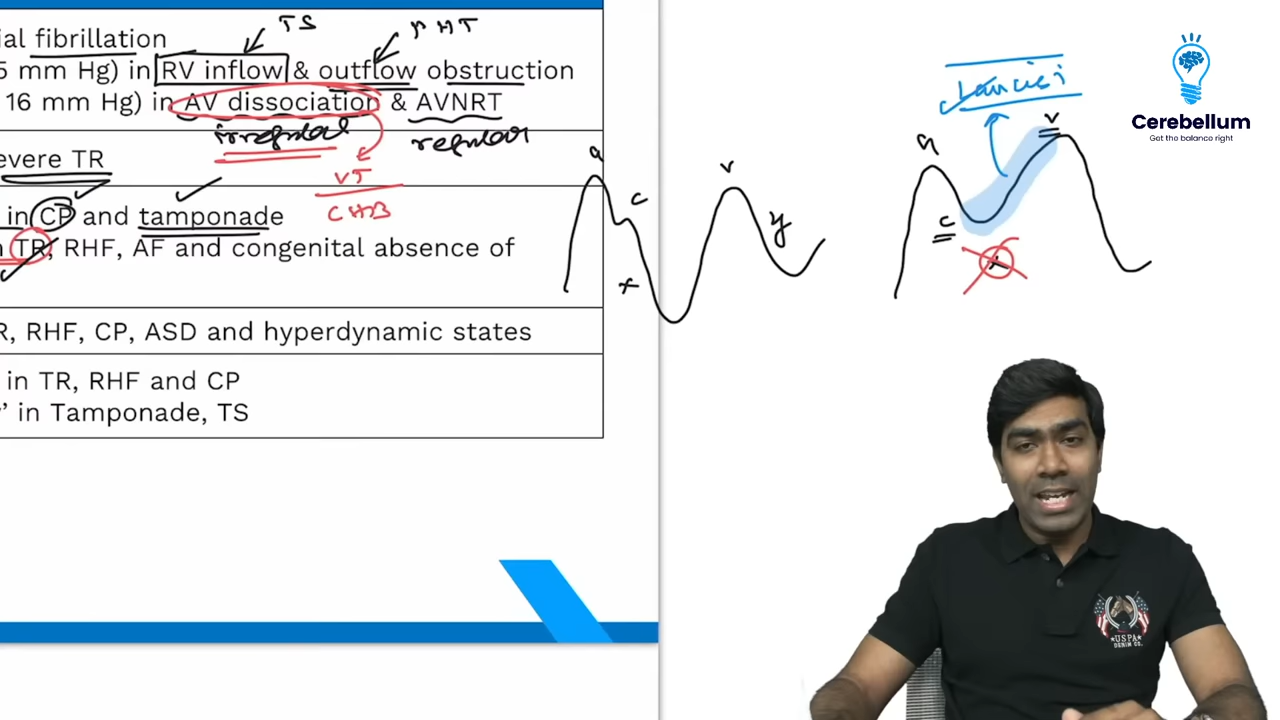 TS
PHT
ial fibrillation
5 mm Hg) in RV inflow & outflow obstruction
16 mm Hg) in AV dissociation & AVNRT
irregular
regular
evere TR
VT
CHB
in CP and tamponade
TR, RHF, AF and congenital absence of
R, RHF, CP, ASD and hyperdynamic states
in TR, RHF and CP
y’ in Tamponade, TS
a
c
x
v
y
Lancisi
a
c
x
v
Cerebellum
Get the balance right
USPA
DENIM CO.